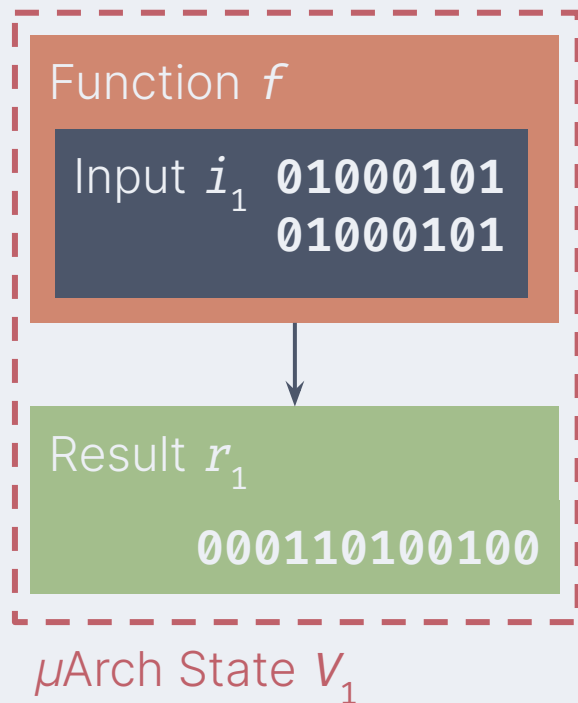 Function f
Input i₁ 01000101
01000101
Result r₁
000110100100
μArch State V₁